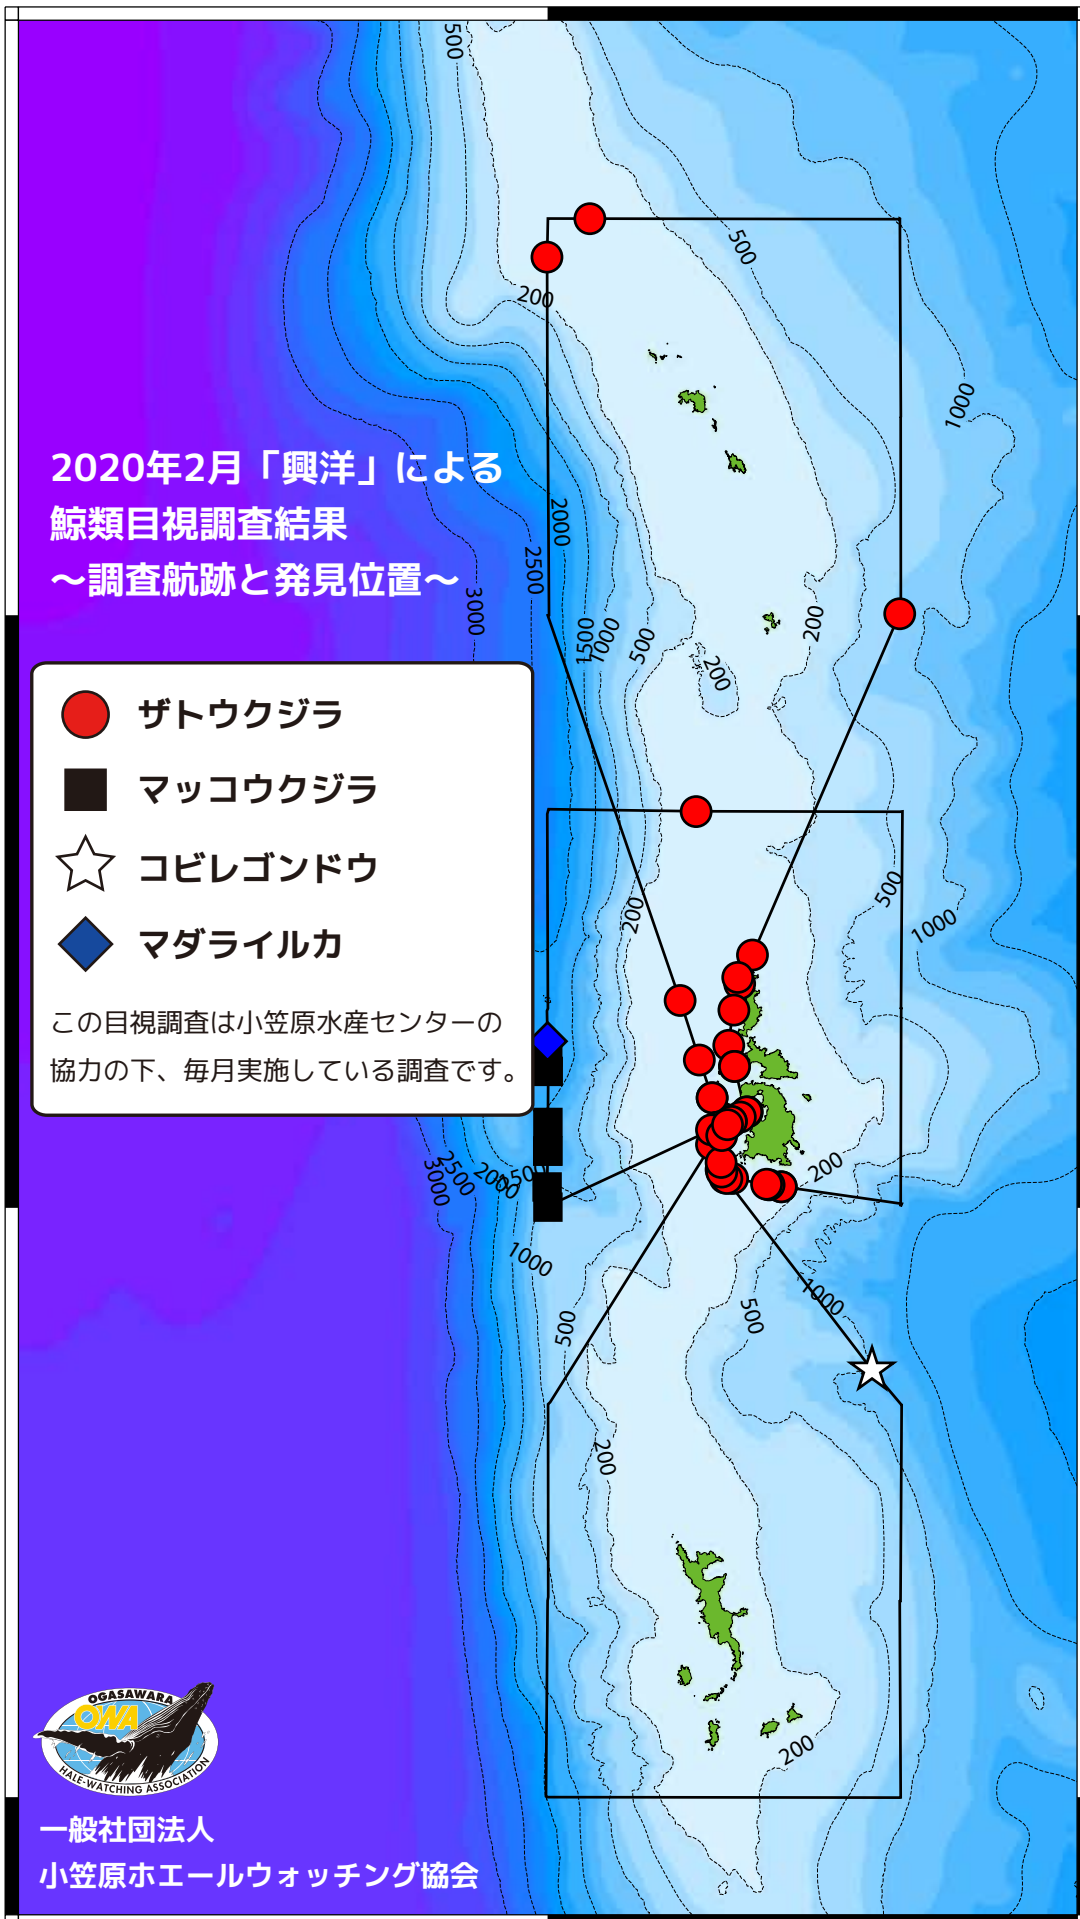 500
500
200
1000
2020年2月「興洋」による
鯨類目視調査結果
～調査航跡と発見位置～
2000
2500
3000
1500
1000
500
200
200
ザトウクジラ
マッコウクジラ
コビレゴンドウ
マダライルカ
この目視調査は小笠原水産センターの
協力の下、毎月実施している調査です。
200
500
1000
3000
2500
2000
200
1000
500
500
1000
200
200
OGASAWARA
OWA
HALE-WATCHING ASSOCIATION
一般社団法人
小笠原ホエールウォッチング協会